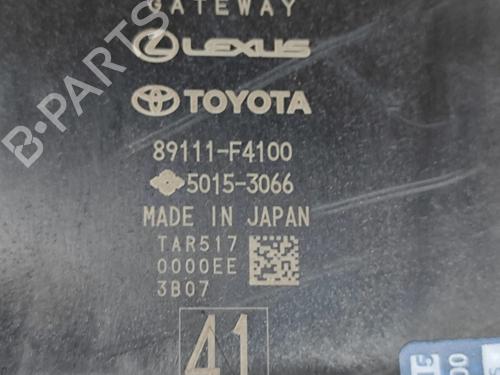 GATEWAY
LEXUS
TOYOTA
89111-F4100
5015-3066
MADE IN JAPAN
TAR517
0000EE
3B07
41
B-PARTS